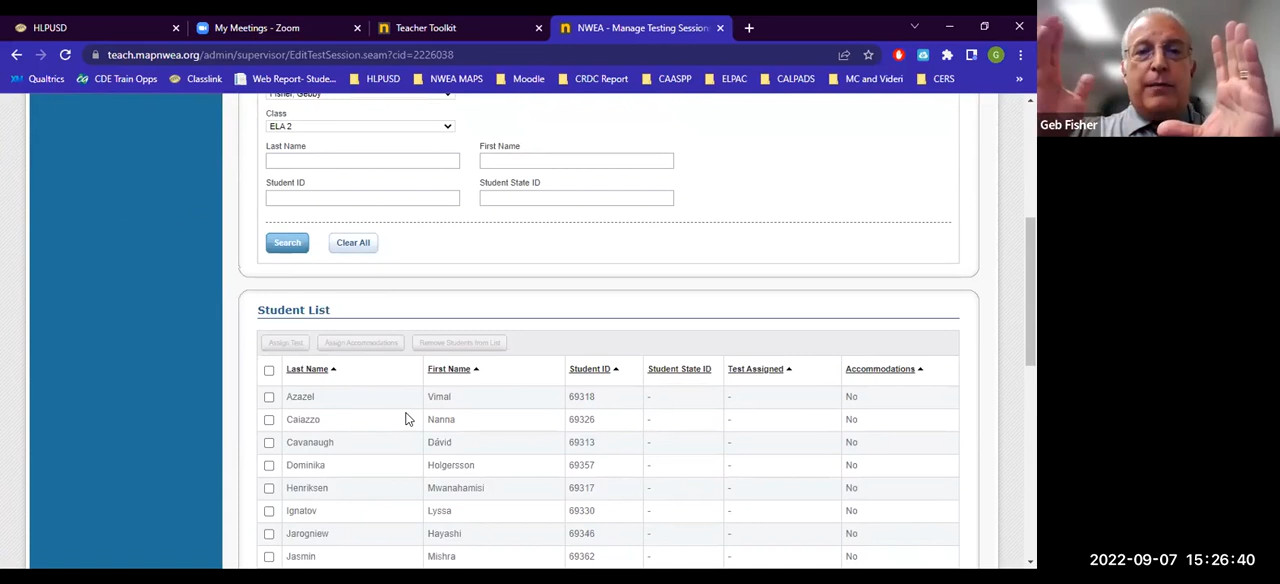 HLPUSD
My Meetings - Zoom
Teacher Toolkit
NWEA - Manage Testing Session
teach.mapnwea.org/admin/supervisor/EditTestSession.seam?cid=2226038
G
Qualtrics CDE Train Opps Classlink Web Report- Stude... HLPUSD NWEA MAPS Moodle CRDC Report CAASPP ELPAC CALPADS MC and Videri CERS »
Geb Fisher
Fisher, Gebby
Class
ELA 2
Last Name First Name
Student ID Student State ID
Search Clear All
Student List
Assign Test Assign Accommodations Remove Students from List
Last Name First Name Student ID Student State ID Test Assigned Accommodations
Azazel Vimal 69318 - - No
Caiazzo Nanna 69326 - - No
Cavanaugh Dávid 69313 - - No
Dominika Holgersson 69357 - - No
Henriksen Mwanahamisi 69317 - - No
Ignatov Lyssa 69330 - - No
Jarogniew Hayashi 69346 - - No
Jasmin Mishra 69362 - - No
2022-09-07 15:26:40